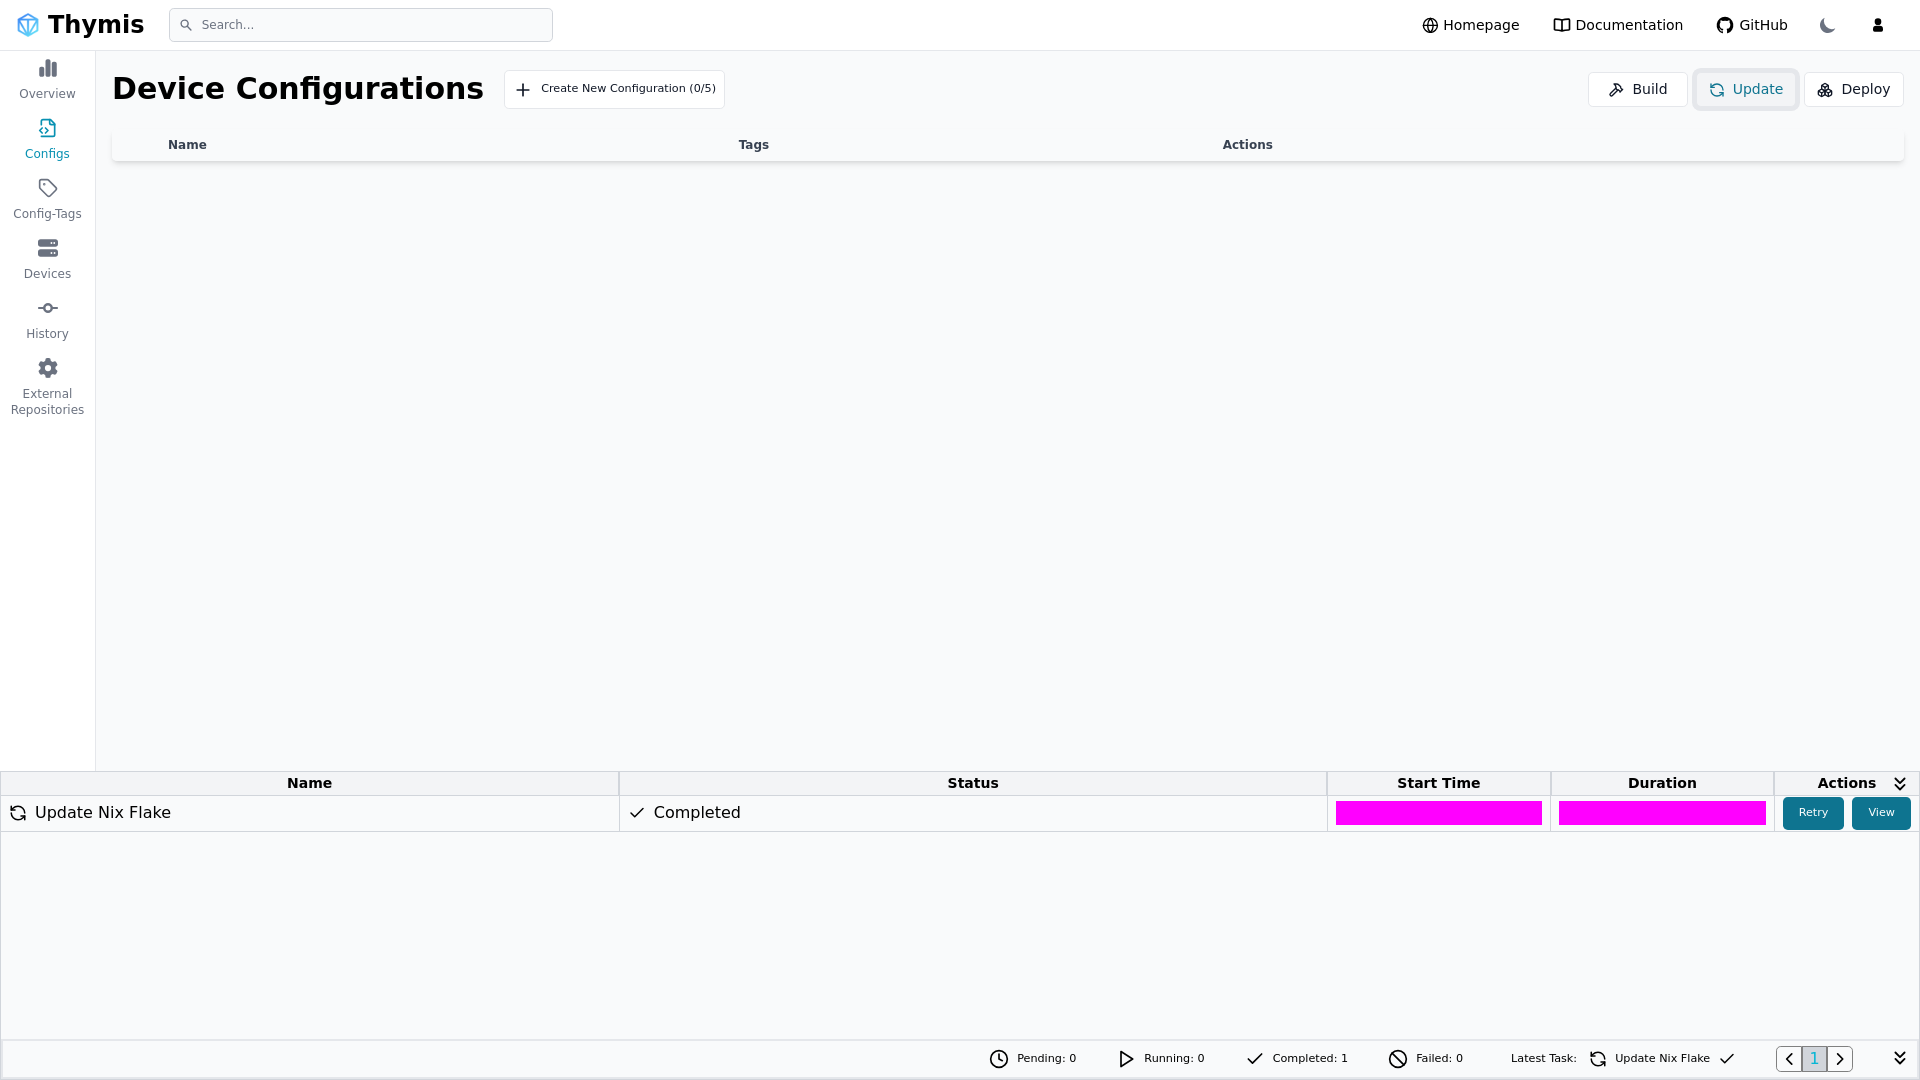 Thymis
Search...
Homepage
Documentation
GitHub
Overview
Configs
Config-Tags
Devices
History
External
Repositories
Device Configurations
Create New Configuration (0/5)
Build
Update
Deploy
Name Tags Actions
Name Status Start Time Duration Actions
Update Nix Flake Completed Retry View
Pending: 0 Running: 0 Completed: 1 Failed: 0 Latest Task: Update Nix Flake 1